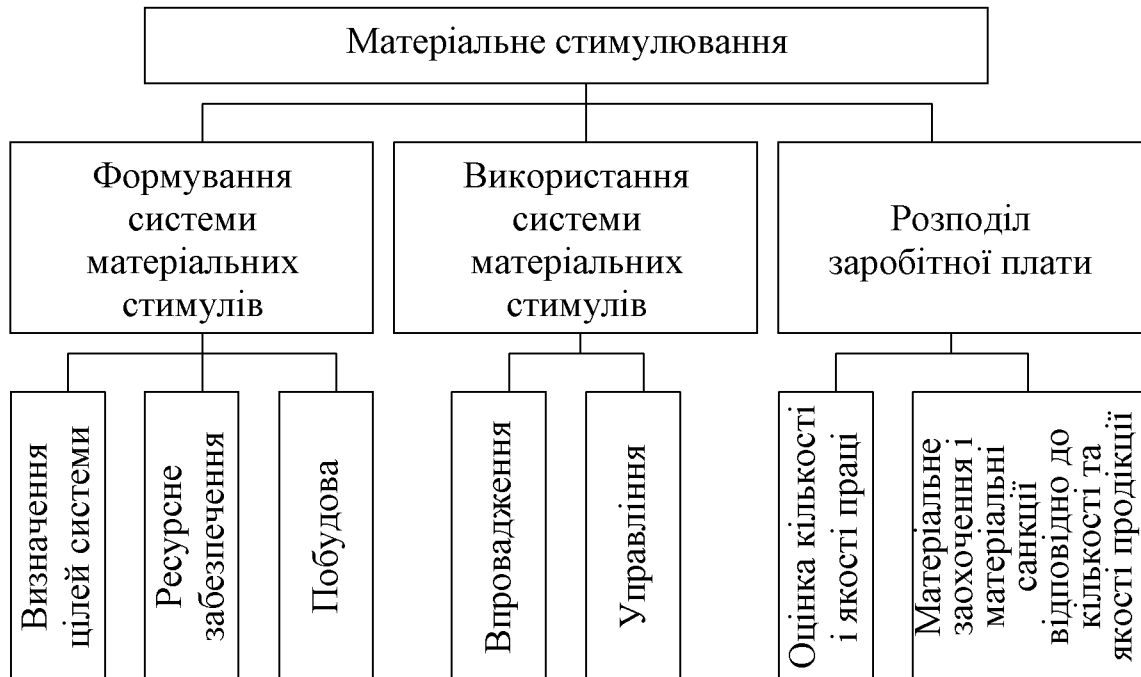 Матеріальне стимулювання
Формування
системи
матеріальних
стимулів
Використання
системи
матеріальних
стимулів
Розподіл
заробітної плати
Визначення
цілей системи
Ресурсне
забезпечення
Побудова
Впровадження
Управління
Оцінка кількості
і якості праці
Матеріальне
заохочення і
матеріальні
санкції
відповідно до
кількості та
якості продікції